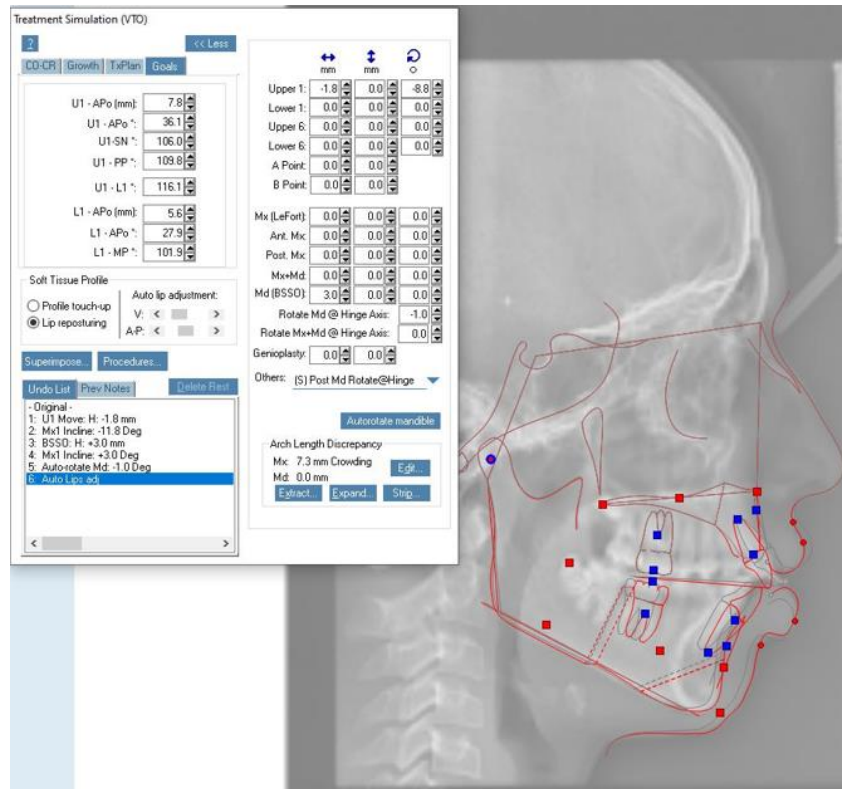 Treatment Simulation (VTO)
? << Less
CO-CR Growth TxPlan Goals
U1 - APo (mm): 7.8
U1 - APo °: 36.1
U1-SN °: 106.0
U1 - PP °: 109.8
U1 - L1 °: 116.1
L1 - APo (mm): 5.6
L1 - APo °: 27.9
L1 - MP °: 101.9
Soft Tissue Profile
Profile touch-up
Lip reposturing
Auto lip adjustment:
V: < >
A-P: < >
Superimpose... Procedures...
Undo List Prev Notes Delete Rest
- Original -
1: U1 Move: H: -1.8 mm
2: Mx1 Incline: -11.8 Deg
3: BSSO: H: +3.0 mm
4: Mx1 Incline: +3.0 Deg
5: Auto-rotate Md: -1.0 Deg
6: Auto Lips adj
mm mm o
Upper 1: -1.8 0.0 -8.8
Lower 1: 0.0 0.0 0.0
Upper 6: 0.0 0.0 0.0
Lower 6: 0.0 0.0 0.0
A Point: 0.0 0.0
B Point: 0.0 0.0
Mx (LeFort): 0.0 0.0 0.0
Ant. Mx: 0.0 0.0 0.0
Post. Mx: 0.0 0.0 0.0
Mx+Md: 0.0 0.0 0.0
Md (BSSO): 3.0 0.0 0.0
Rotate Md @ Hinge Axis: -1.0
Rotate Mx+Md @ Hinge Axis: 0.0
Genioplasty: 0.0 0.0
Others: (S) Post Md Rotate@Hinge
Autorotate mandible
Arch Length Discrepancy
Mx: 7.3 mm Crowding
Md: 0.0 mm
Edit...
Extract... Expand... Strip...